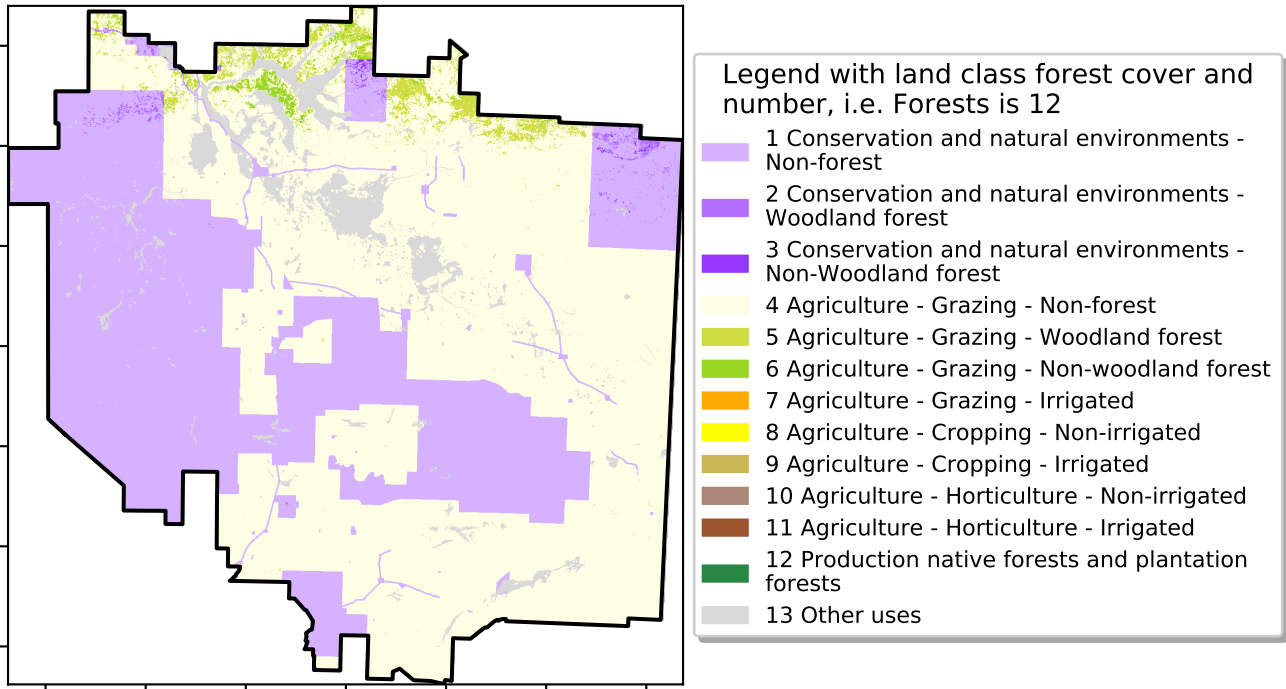 Legend with land class forest cover and
number, i.e. Forests is 12
1 Conservation and natural environments -
Non-forest
2 Conservation and natural environments -
Woodland forest
3 Conservation and natural environments -
Non-Woodland forest
4 Agriculture - Grazing - Non-forest
5 Agriculture - Grazing - Woodland forest
6 Agriculture - Grazing - Non-woodland forest
7 Agriculture - Grazing - Irrigated
8 Agriculture - Cropping - Non-irrigated
9 Agriculture - Cropping - Irrigated
10 Agriculture - Horticulture - Non-irrigated
11 Agriculture - Horticulture - Irrigated
12 Production native forests and plantation
forests
13 Other uses